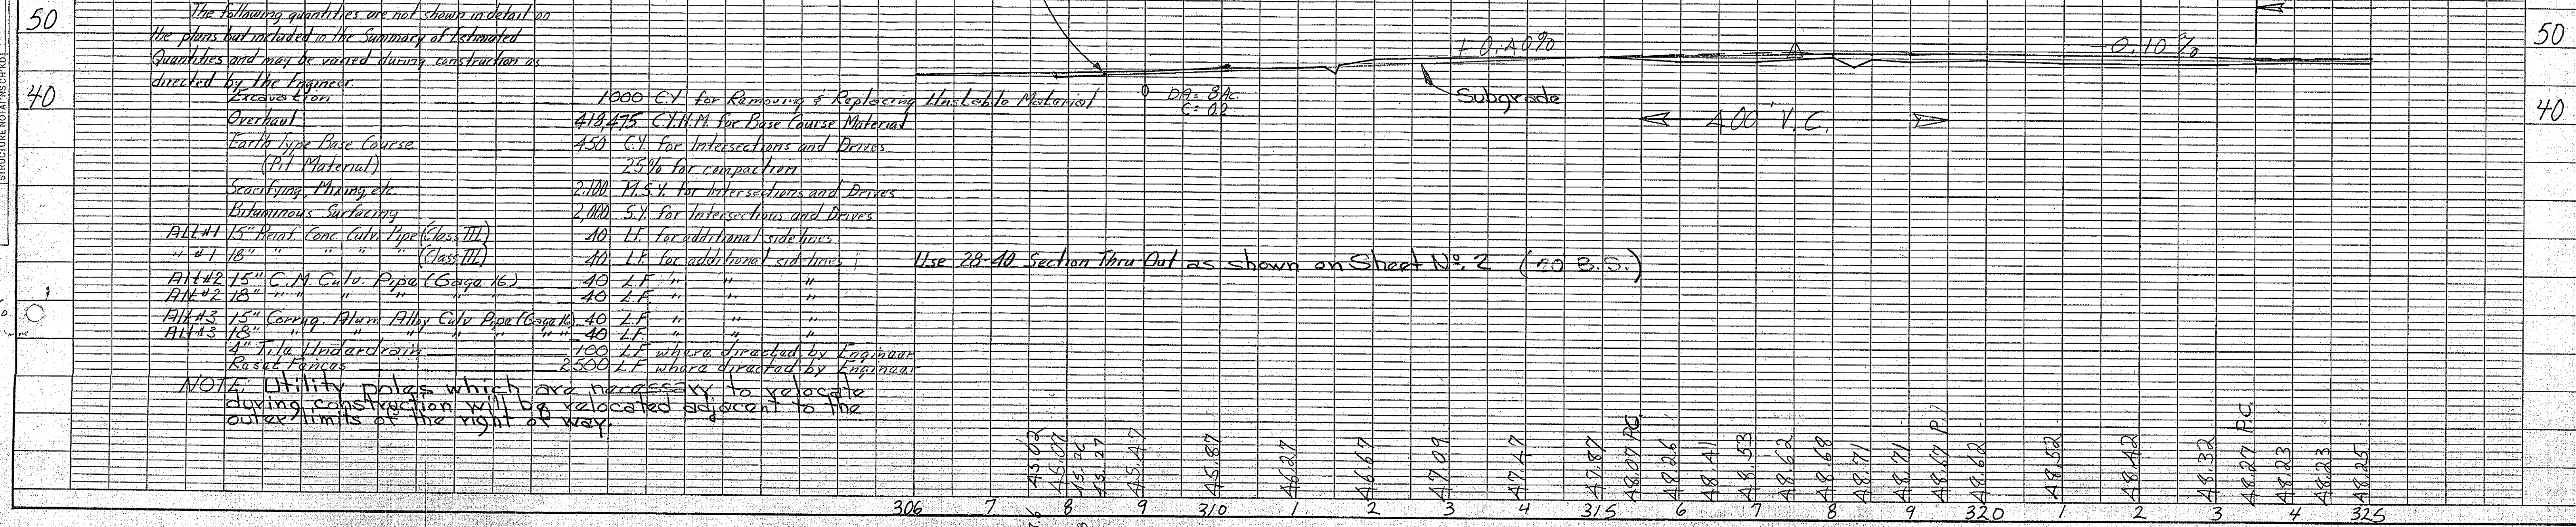 50
The following quantities are not shown in detail on
the plans but included in the Summary of Estimated
Quantities and may be varied during construction as
directed by the Engineer.
40
Excavation 1000 C.Y. for Removing & Replacing Unstable Material
Overhaul C.Y.H.M. for Base Course Material
Earth Type Base Course 450 C.Y. for Intersections and Drives
(Pit Material) 25% for compaction
Scarifying, Mixing, etc. 2,100 M.S.Y. for Intersections and Drives
Bituminous Surfacing 2,000 S.Y. for Intersections and Drives
Alt #1 15" Reinf. Conc. Culv. Pipe (Class III) 40 L.F. for additional sidelines
" #1 18" " " " " (Class III) 40 L.F. for additional sidelines
Alt #2 15" C.M. Culv. Pipe (Gage 16) 40 L.F. " " "
Alt #2 18" " " " " " 40 L.F. " " "
Alt #3 15" Corrug. Alum Alloy Culv Pipe (Gage 16) 40 L.F. " " "
Alt #3 18" " " " " " " 40 L.F. " " "
4" Tile Underdrain 100 L.F. where directed by Engineer
Reset Fences 2500 L.F. where directed by Engineer
NOTE: Utility poles which are necessary to relocate
during construction will be relocated adjacent to the
outer limits of the right of way.
+ 0.40%
- 0.10%
DA = 8 Ac.
C = 0.2
Subgrade
400' V.C.
Use 28-40 Section Thru-Out as shown on Sheet No. 2 (no B.S.)
50
40
45.02
45.07
45.26
45.27
45.47
45.87
46.27
46.67
47.09
47.47
47.87
48.07 P.C.
48.26
48.41
48.53
48.62
48.68
48.71
48.71
48.67 P.T.
48.62
48.52
48.42
48.32
48.27 P.C.
48.23
48.23
48.25
306 7 8 9 310 1 2 3 4 315 6 7 8 9 320 1 2 3 4 325